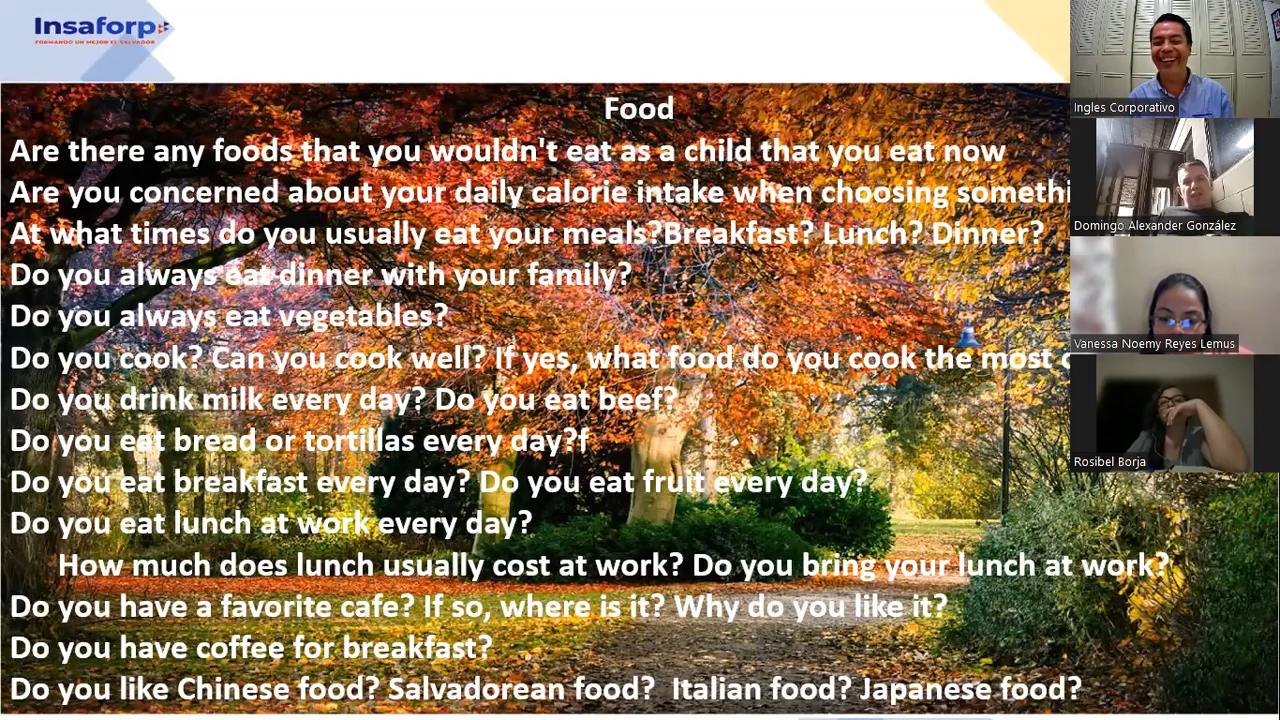 Insaforp
FORMANDO UN MEJOR EL SALVADOR
Food
Are there any foods that you wouldn't eat as a child that you eat now
Are you concerned about your daily calorie intake when choosing somethi
At what times do you usually eat your meals?Breakfast? Lunch? Dinner?
Do you always eat dinner with your family?
Do you always eat vegetables?
Do you cook? Can you cook well? If yes, what food do you cook the most
Do you drink milk every day? Do you eat beef?
Do you eat bread or tortillas every day?f
Do you eat breakfast every day? Do you eat fruit every day?
Do you eat lunch at work every day?
How much does lunch usually cost at work? Do you bring your lunch at work?
Do you have a favorite cafe? If so, where is it? Why do you like it?
Do you have coffee for breakfast?
Do you like Chinese food? Salvadorean food? Italian food? Japanese food?
Ingles Corporativo
Domingo Alexander González
Vanessa Noemy Reyes Lemus
Rosibel Borja